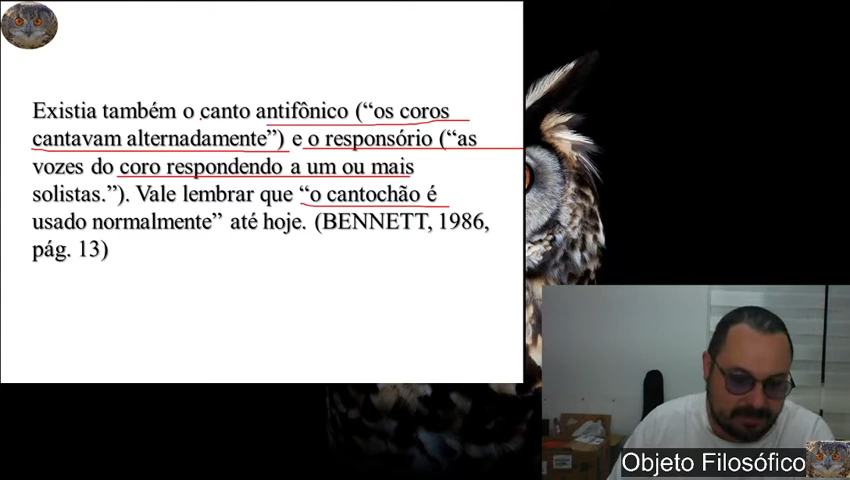 Existia também o canto antifônico (“os coros
cantavam alternadamente”) e o responsório (“as
vozes do coro respondendo a um ou mais
solistas.”). Vale lembrar que “o cantochão é
usado normalmente” até hoje. (BENNETT, 1986,
pág. 13)
Objeto Filosófico